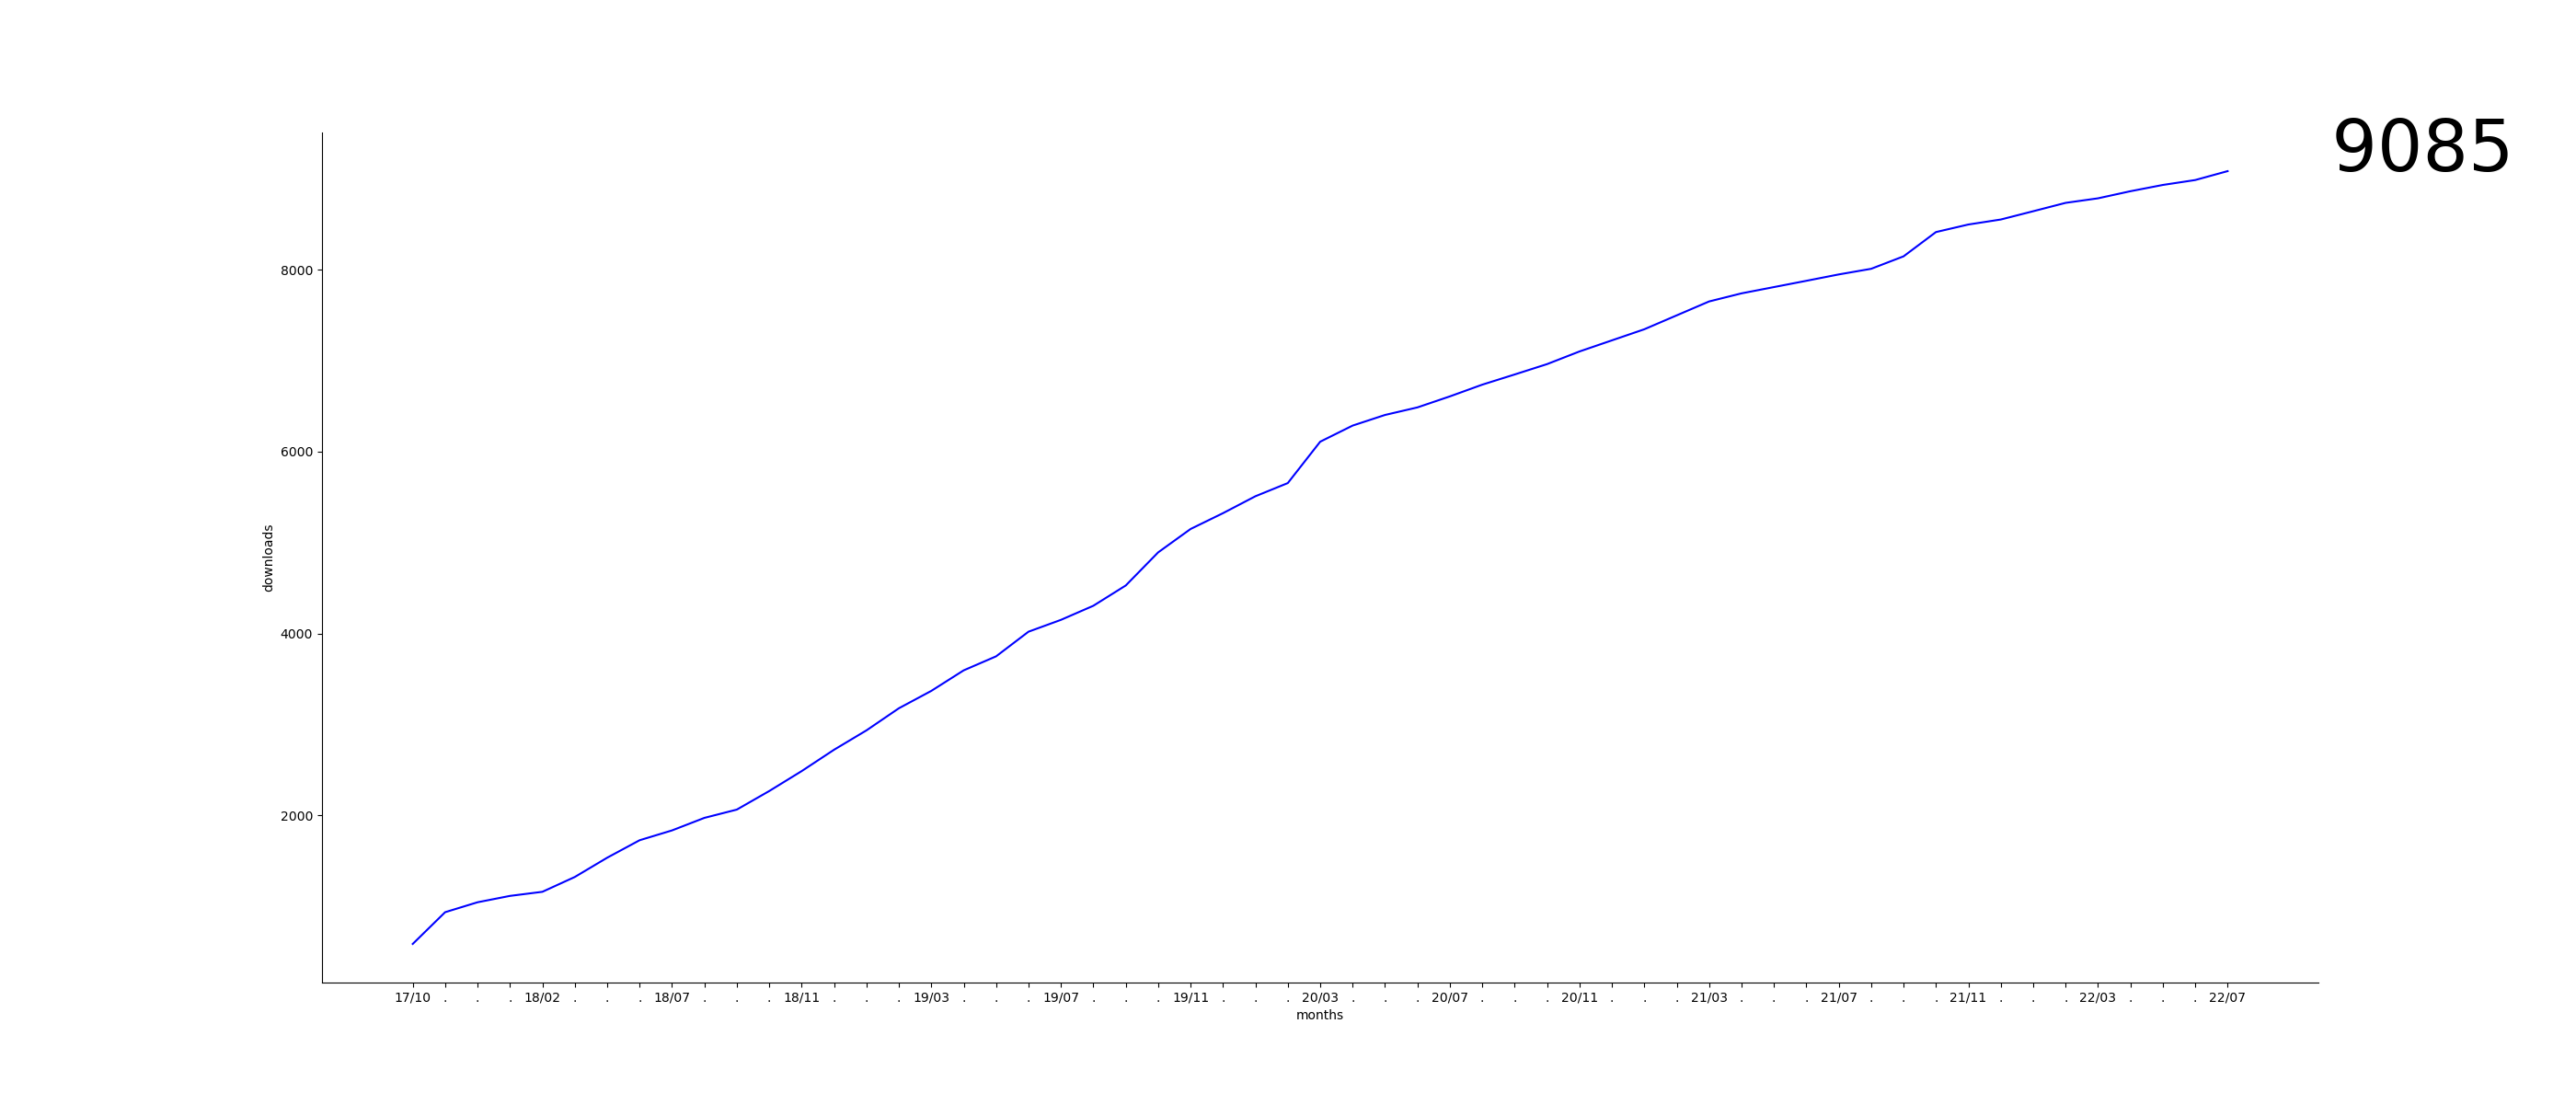 9085
8000
6000
4000
2000
downloads
17/10 . . . 18/02 . . . 18/07 . . . 18/11 . . . 19/03 . . . 19/07 . . . 19/11 . . . 20/03 . . . 20/07 . . . 20/11 . . . 21/03 . . . 21/07 . . . 21/11 . . . 22/03 . . . 22/07
months